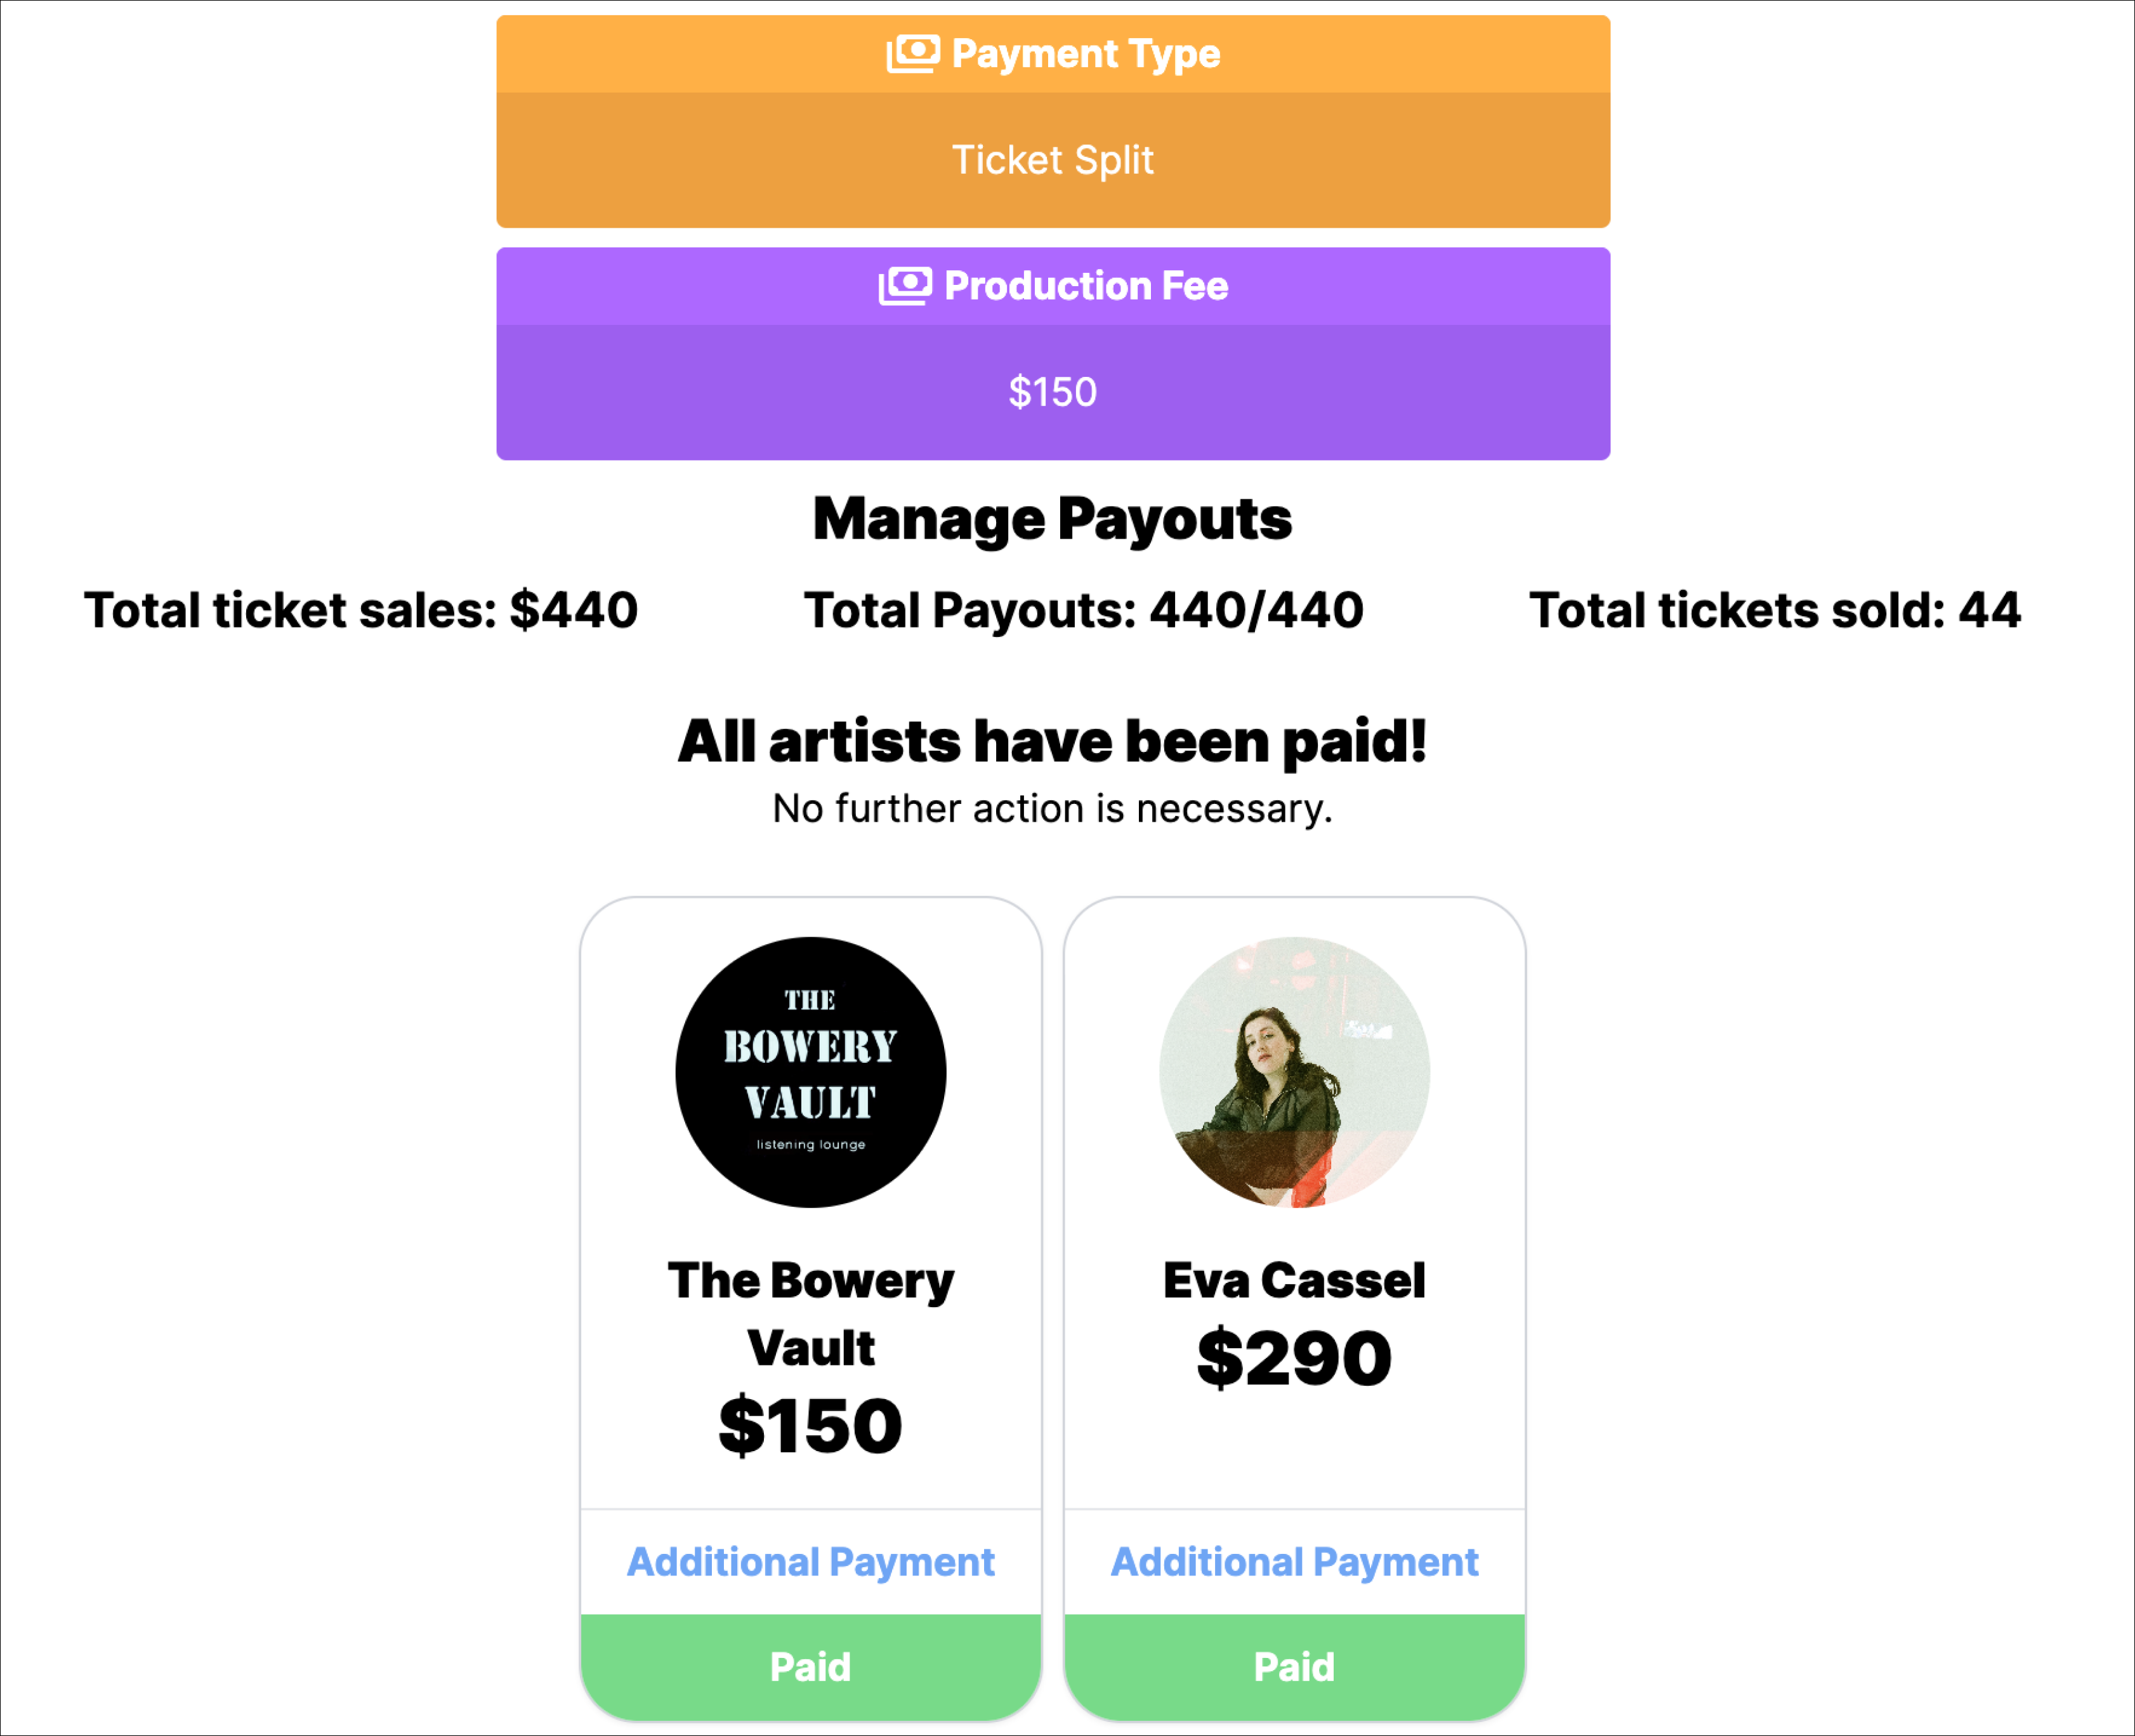 Payment Type
Ticket Split
Production Fee
$150
Manage Payouts
Total ticket sales: $440
Total Payouts: 440/440
Total tickets sold: 44
All artists have been paid!
No further action is necessary.
THE
BOWERY
VAULT
listening lounge
The Bowery
Vault
$150
Additional Payment
Paid
Eva Cassel
$290
Additional Payment
Paid